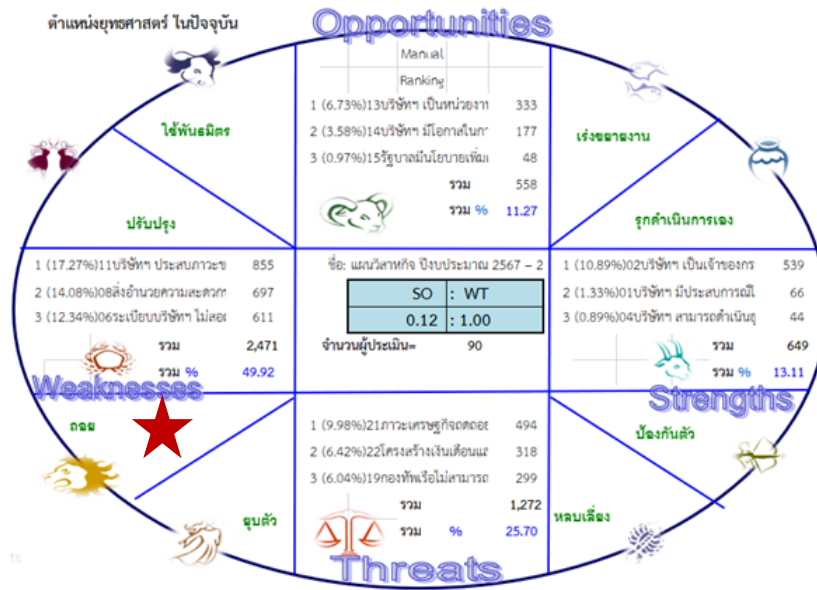 ตำแหน่งยุทธศาสตร์ ในปัจจุบัน
Opportunities
Manual
Ranking
1 (6.73%)13บริษัทฯ เป็นหน่วยงาน 333
2 (3.58%)14บริษัทฯ มีโอกาสในกา 177
3 (0.97%)15รัฐบาลมีนโยบายเพิ่มเ 48
รวม 558
รวม % 11.27
ใช้พันธมิตร
ปรับปรุง
เร่งขยายงาน
รุกดำเนินการเอง
1 (17.27%)11บริษัทฯ ประสบภาวะข 855
2 (14.08%)08สิ่งอำนวยความสะดวกท 697
3 (12.34%)06ระเบียบบริษัทฯ ไม่สอด 611
รวม 2,471
รวม % 49.92
Weaknesses
ชื่อ: แผนวิสาหกิจ ปีงบประมาณ 2567 – 2
SO : WT
0.12 : 1.00
จำนวนผู้ประเมิน= 90
1 (10.89%)02บริษัทฯ เป็นเจ้าของกร 539
2 (1.33%)01บริษัทฯ มีประสบการณ์ใ 66
3 (0.89%)04บริษัทฯ สามารถดำเนินธุ 44
รวม 649
รวม % 13.11
Strengths
ถอย
ยุบตัว
1 (9.98%)21ภาวะเศรษฐกิจถดถอย 494
2 (6.42%)22โครงสร้างเงินเดือนแล 318
3 (6.04%)19กองทัพเรือไม่สามารถ 299
รวม 1,272
รวม % 25.70
Threats
ป้องกันตัว
หลบเลี่ยง
ts